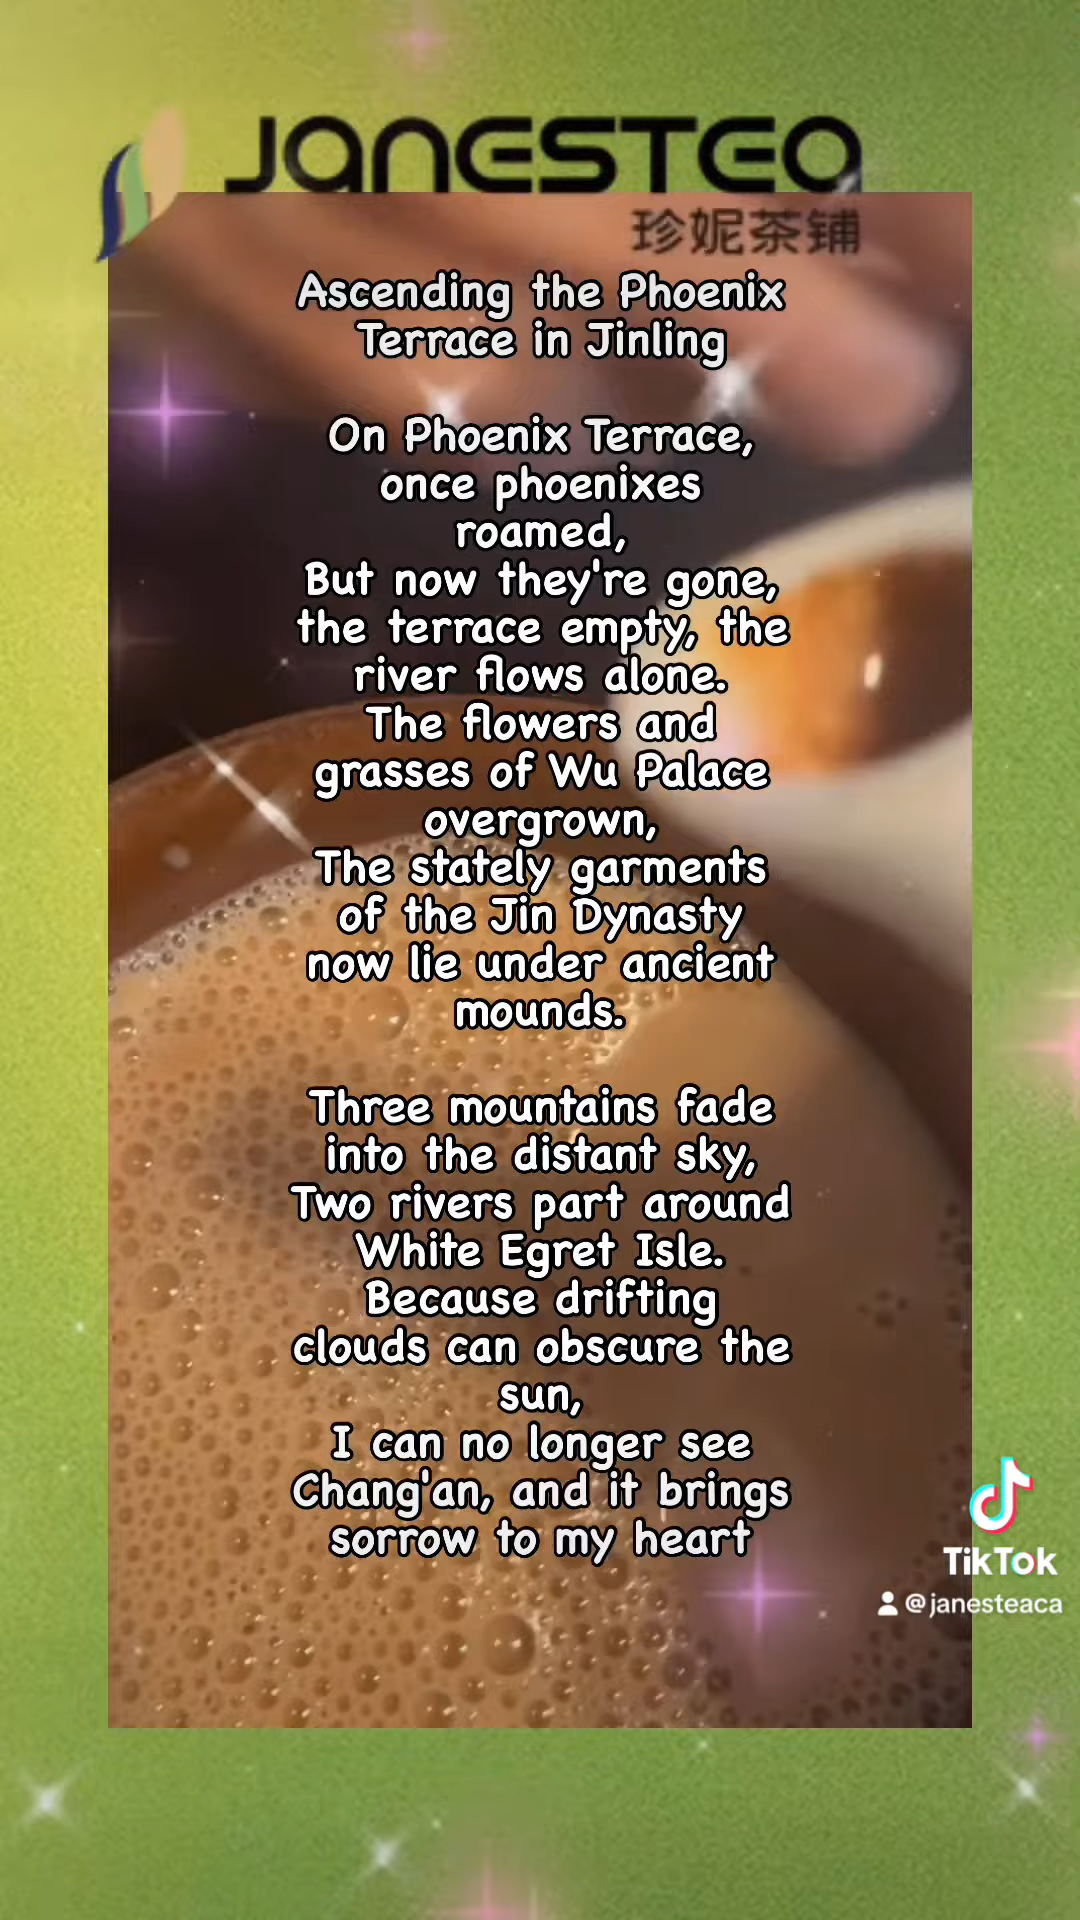 JANESTEA
珍妮茶铺
Ascending the Phoenix
Terrace in Jinling
On Phoenix Terrace,
once phoenixes
roamed,
But now they're gone,
the terrace empty, the
river flows alone.
The flowers and
grasses of Wu Palace
overgrown,
The stately garments
of the Jin Dynasty
now lie under ancient
mounds.
Three mountains fade
into the distant sky,
Two rivers part around
White Egret Isle.
Because drifting
clouds can obscure the
sun,
I can no longer see
Chang'an, and it brings
sorrow to my heart
TikTok
@janesteaca